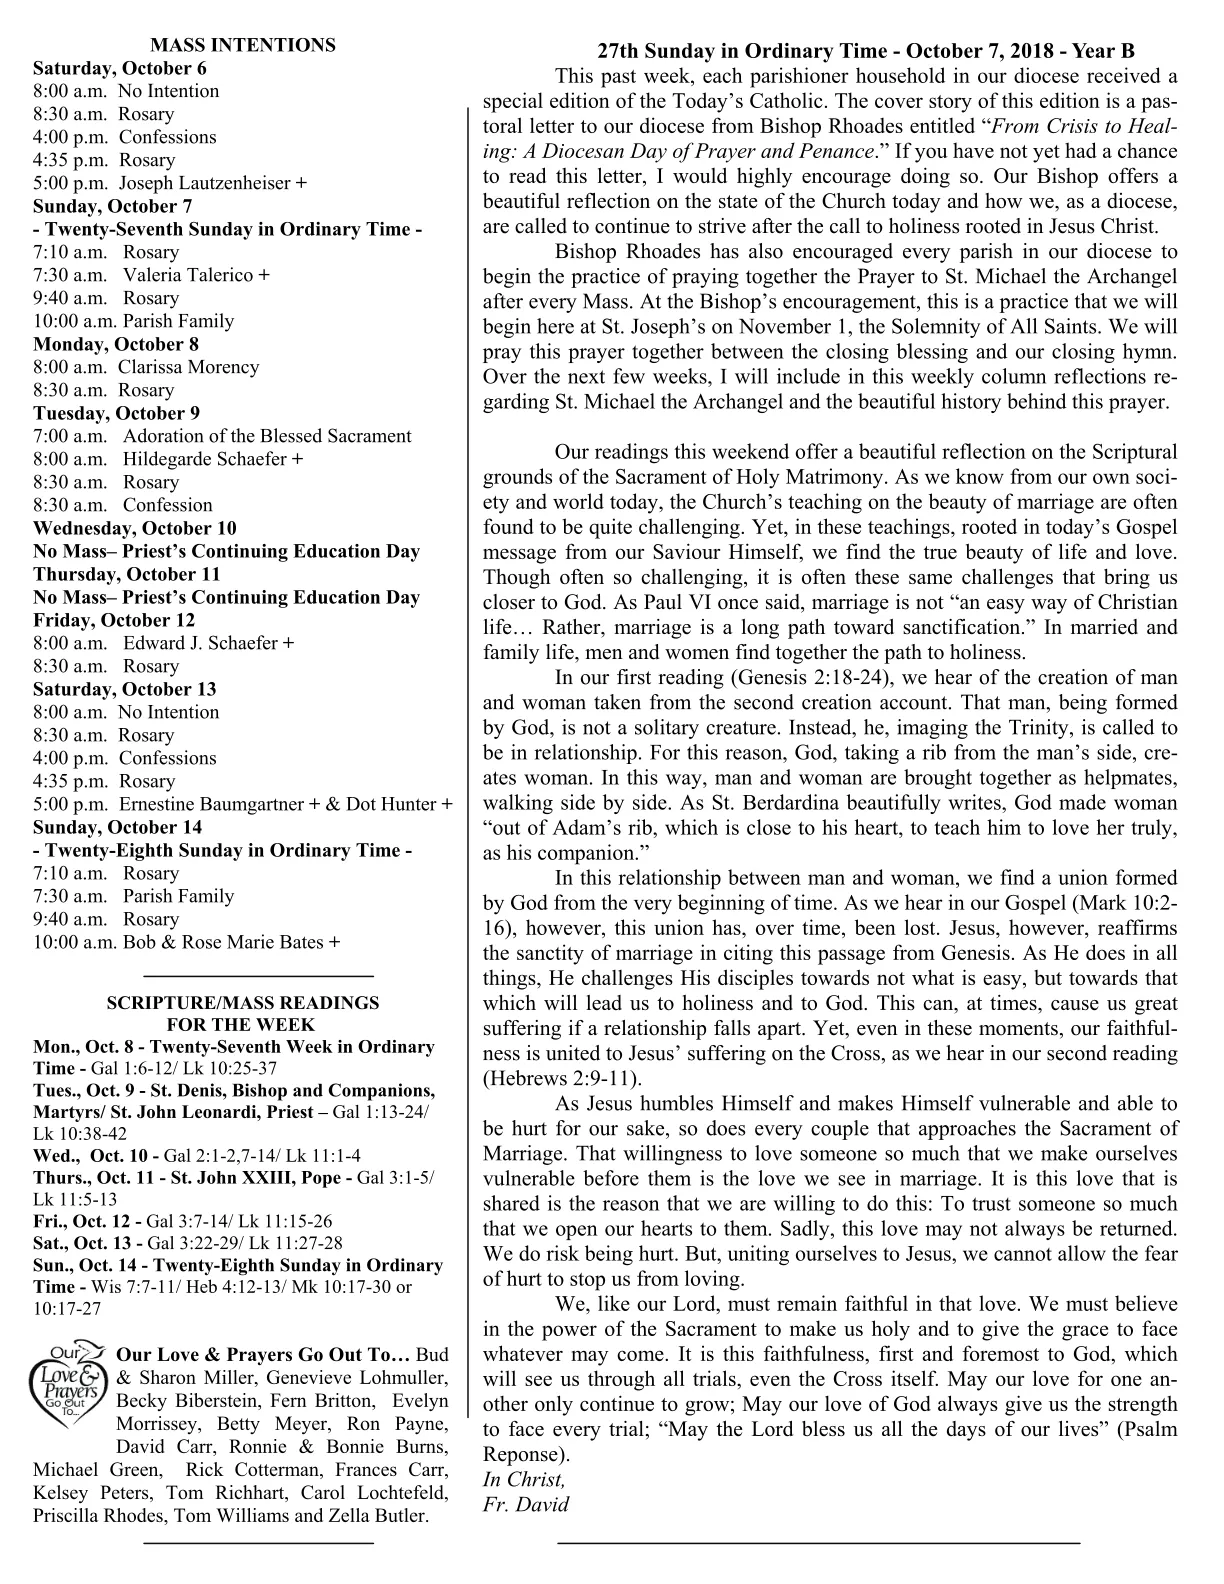 MASS INTENTIONS
Saturday, October 6
8:00 a.m. No Intention
8:30 a.m. Rosary
4:00 p.m. Confessions
4:35 p.m. Rosary
5:00 p.m. Joseph Lautzenheiser +
Sunday, October 7
- Twenty-Seventh Sunday in Ordinary Time -
7:10 a.m. Rosary
7:30 a.m. Valeria Talerico +
9:40 a.m. Rosary
10:00 a.m. Parish Family
Monday, October 8
8:00 a.m. Clarissa Morency
8:30 a.m. Rosary
Tuesday, October 9
7:00 a.m. Adoration of the Blessed Sacrament
8:00 a.m. Hildegarde Schaefer +
8:30 a.m. Rosary
8:30 a.m. Confession
Wednesday, October 10
No Mass– Priest's Continuing Education Day
Thursday, October 11
No Mass– Priest's Continuing Education Day
Friday, October 12
8:00 a.m. Edward J. Schaefer +
8:30 a.m. Rosary
Saturday, October 13
8:00 a.m. No Intention
8:30 a.m. Rosary
4:00 p.m. Confessions
4:35 p.m. Rosary
5:00 p.m. Ernestine Baumgartner + & Dot Hunter +
Sunday, October 14
- Twenty-Eighth Sunday in Ordinary Time -
7:10 a.m. Rosary
7:30 a.m. Parish Family
9:40 a.m. Rosary
10:00 a.m. Bob & Rose Marie Bates +
SCRIPTURE/MASS READINGS
FOR THE WEEK
Mon., Oct. 8 - Twenty-Seventh Week in Ordinary
Time - Gal 1:6-12/ Lk 10:25-37
Tues., Oct. 9 - St. Denis, Bishop and Companions,
Martyrs/ St. John Leonardi, Priest – Gal 1:13-24/
Lk 10:38-42
Wed., Oct. 10 - Gal 2:1-2,7-14/ Lk 11:1-4
Thurs., Oct. 11 - St. John XXIII, Pope - Gal 3:1-5/
Lk 11:5-13
Fri., Oct. 12 - Gal 3:7-14/ Lk 11:15-26
Sat., Oct. 13 - Gal 3:22-29/ Lk 11:27-28
Sun., Oct. 14 - Twenty-Eighth Sunday in Ordinary
Time - Wis 7:7-11/ Heb 4:12-13/ Mk 10:17-30 or
10:17-27
Our
Love &
Prayers
Go Out
To...
Our Love & Prayers Go Out To… Bud
& Sharon Miller, Genevieve Lohmuller,
Becky Biberstein, Fern Britton, Evelyn
Morrissey, Betty Meyer, Ron Payne,
David Carr, Ronnie & Bonnie Burns,
Michael Green, Rick Cotterman, Frances Carr,
Kelsey Peters, Tom Richhart, Carol Lochtefeld,
Priscilla Rhodes, Tom Williams and Zella Butler.
27th Sunday in Ordinary Time - October 7, 2018 - Year B
This past week, each parishioner household in our diocese received a
special edition of the Today's Catholic. The cover story of this edition is a pas-
toral letter to our diocese from Bishop Rhoades entitled “From Crisis to Heal-
ing: A Diocesan Day of Prayer and Penance.” If you have not yet had a chance
to read this letter, I would highly encourage doing so. Our Bishop offers a
beautiful reflection on the state of the Church today and how we, as a diocese,
are called to continue to strive after the call to holiness rooted in Jesus Christ.
Bishop Rhoades has also encouraged every parish in our diocese to
begin the practice of praying together the Prayer to St. Michael the Archangel
after every Mass. At the Bishop's encouragement, this is a practice that we will
begin here at St. Joseph's on November 1, the Solemnity of All Saints. We will
pray this prayer together between the closing blessing and our closing hymn.
Over the next few weeks, I will include in this weekly column reflections re-
garding St. Michael the Archangel and the beautiful history behind this prayer.
Our readings this weekend offer a beautiful reflection on the Scriptural
grounds of the Sacrament of Holy Matrimony. As we know from our own soci-
ety and world today, the Church's teaching on the beauty of marriage are often
found to be quite challenging. Yet, in these teachings, rooted in today's Gospel
message from our Saviour Himself, we find the true beauty of life and love.
Though often so challenging, it is often these same challenges that bring us
closer to God. As Paul VI once said, marriage is not “an easy way of Christian
life… Rather, marriage is a long path toward sanctification.” In married and
family life, men and women find together the path to holiness.
In our first reading (Genesis 2:18-24), we hear of the creation of man
and woman taken from the second creation account. That man, being formed
by God, is not a solitary creature. Instead, he, imaging the Trinity, is called to
be in relationship. For this reason, God, taking a rib from the man's side, cre-
ates woman. In this way, man and woman are brought together as helpmates,
walking side by side. As St. Berdardina beautifully writes, God made woman
“out of Adam's rib, which is close to his heart, to teach him to love her truly,
as his companion.”
In this relationship between man and woman, we find a union formed
by God from the very beginning of time. As we hear in our Gospel (Mark 10:2-
16), however, this union has, over time, been lost. Jesus, however, reaffirms
the sanctity of marriage in citing this passage from Genesis. As He does in all
things, He challenges His disciples towards not what is easy, but towards that
which will lead us to holiness and to God. This can, at times, cause us great
suffering if a relationship falls apart. Yet, even in these moments, our faithful-
ness is united to Jesus' suffering on the Cross, as we hear in our second reading
(Hebrews 2:9-11).
As Jesus humbles Himself and makes Himself vulnerable and able to
be hurt for our sake, so does every couple that approaches the Sacrament of
Marriage. That willingness to love someone so much that we make ourselves
vulnerable before them is the love we see in marriage. It is this love that is
shared is the reason that we are willing to do this: To trust someone so much
that we open our hearts to them. Sadly, this love may not always be returned.
We do risk being hurt. But, uniting ourselves to Jesus, we cannot allow the fear
of hurt to stop us from loving.
We, like our Lord, must remain faithful in that love. We must believe
in the power of the Sacrament to make us holy and to give the grace to face
whatever may come. It is this faithfulness, first and foremost to God, which
will see us through all trials, even the Cross itself. May our love for one an-
other only continue to grow; May our love of God always give us the strength
to face every trial; “May the Lord bless us all the days of our lives” (Psalm
Reponse).
In Christ,
Fr. David